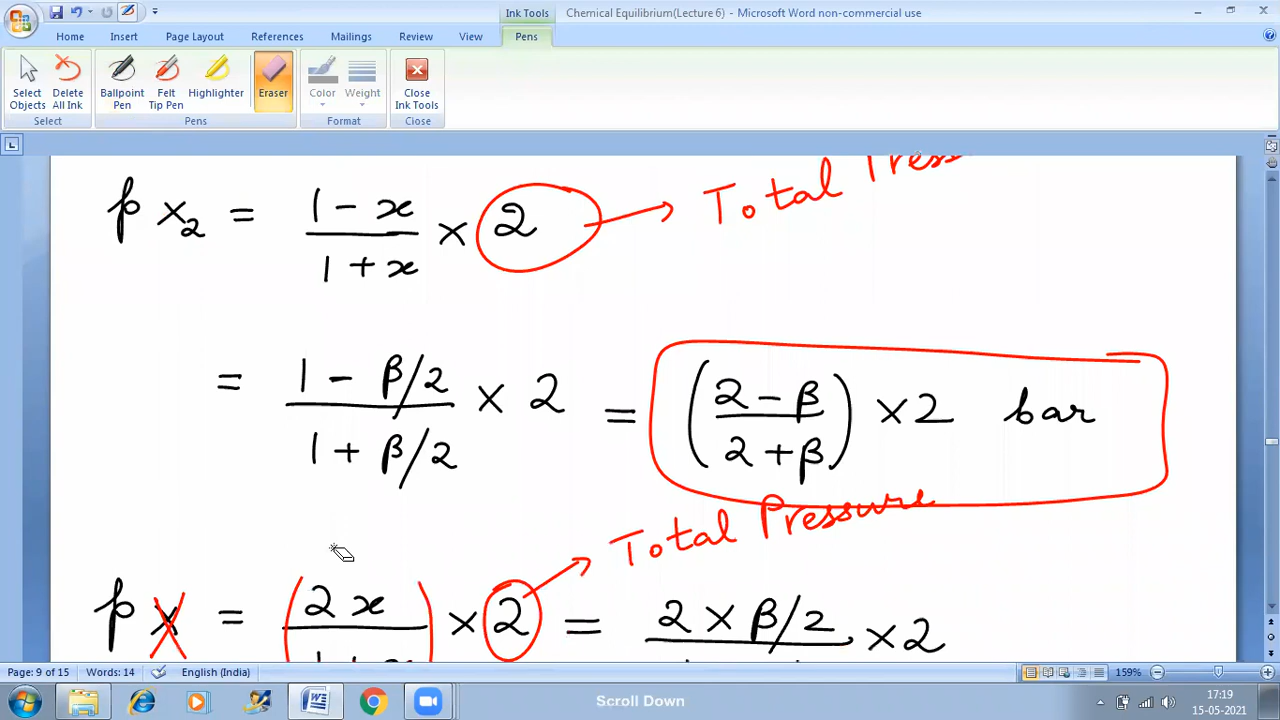 Ink Tools
Chemical Equilibrium(Lecture 6) - Microsoft Word non-commercial use
Home Insert Page Layout References Mailings Review View Pens
Select Objects
Delete All Ink
Ballpoint Pen
Felt Tip Pen
Highlighter
Eraser
Color
Weight
Close Ink Tools
Select Pens Format Close
p x₂ = (1 - x)/(1 + x) × 2 → Total
= (1 - β/2)/(1 + β/2) × 2 = ((2 - β)/(2 + β)) × 2 bar
Total Pressure
p x = (2x) × 2 = 2 × β/2 × 2
Page: 9 of 15 Words: 14 English (India) 159%
Scroll Down
17:19
15-05-2021